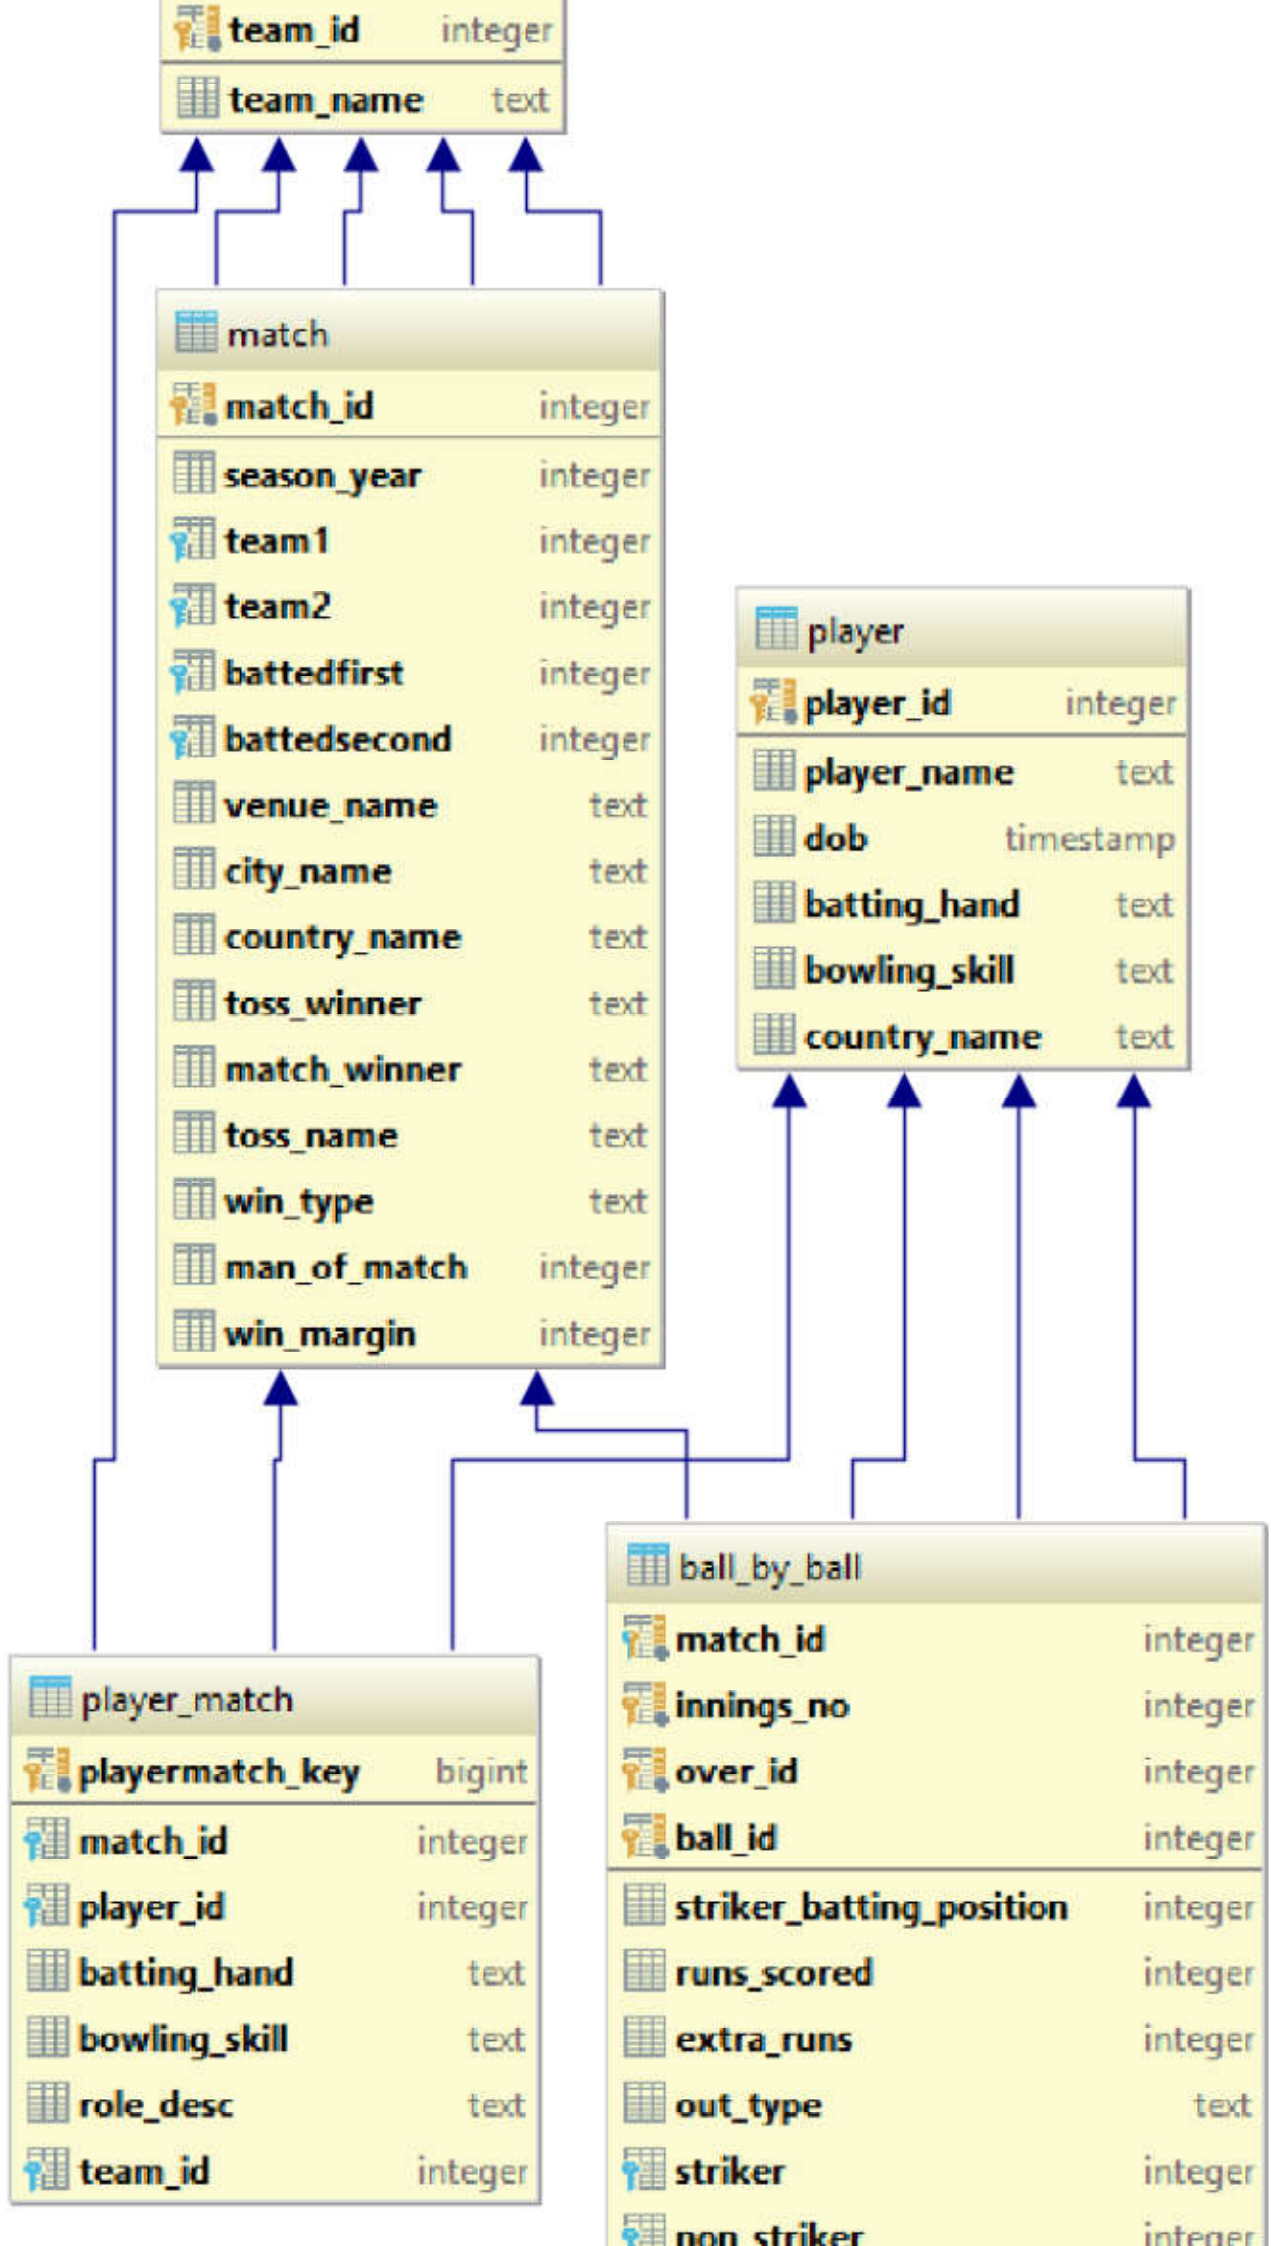 team_id integer
team_name text
match
match_id integer
season_year integer
team1 integer
team2 integer
battedfirst integer
battedsecond integer
venue_name text
city_name text
country_name text
toss_winner text
match_winner text
toss_name text
win_type text
man_of_match integer
win_margin integer
player
player_id integer
player_name text
dob timestamp
batting_hand text
bowling_skill text
country_name text
player_match
playermatch_key bigint
match_id integer
player_id integer
batting_hand text
bowling_skill text
role_desc text
team_id integer
ball_by_ball
match_id integer
innings_no integer
over_id integer
ball_id integer
striker_batting_position integer
runs_scored integer
extra_runs integer
out_type text
striker integer
non_striker integer